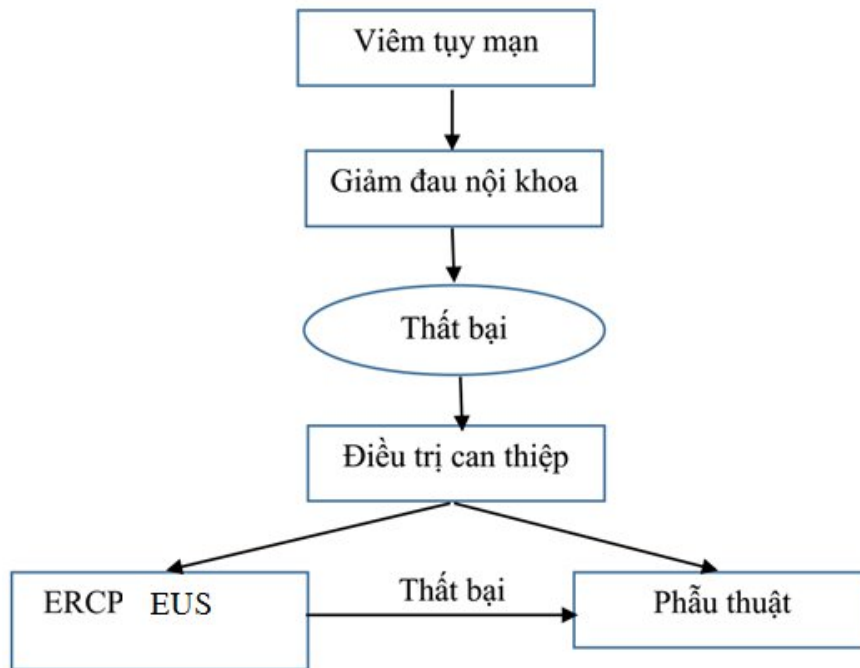 Viêm tụy mạn
Giảm đau nội khoa
Thất bại
Điều trị can thiệp
ERCP EUS
Thất bại
Phẫu thuật